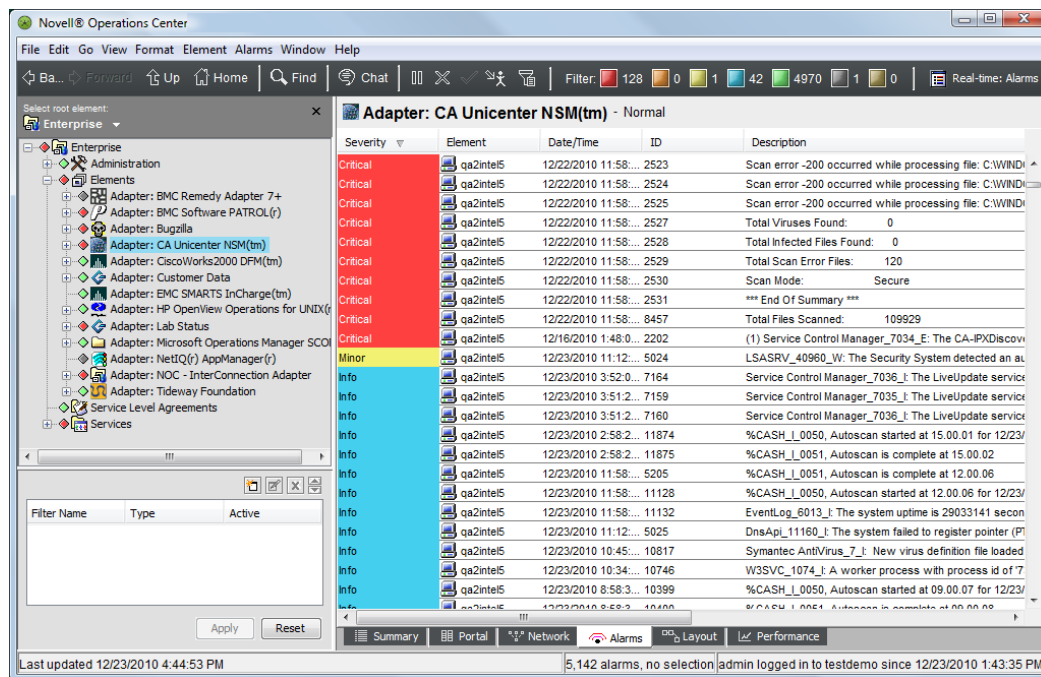 Novell® Operations Center
File Edit Go View Format Element Alarms Window Help
Ba... Forward Up Home Find Chat Filter: 128 0 1 42 4970 1 0 Real-time: Alarms
Select root element:
Enterprise
Enterprise
Administration
Elements
Adapter: BMC Remedy Adapter 7+
Adapter: BMC Software PATROL(r)
Adapter: Bugzilla
Adapter: CA Unicenter NSM(tm)
Adapter: CiscoWorks2000 DFM(tm)
Adapter: Customer Data
Adapter: EMC SMARTS InCharge(tm)
Adapter: HP OpenView Operations for UNIX(r
Adapter: Lab Status
Adapter: Microsoft Operations Manager SCO
Adapter: NetIQ(r) AppManager(r)
Adapter: NOC - InterConnection Adapter
Adapter: Tideway Foundation
Service Level Agreements
Services
Filter Name Type Active
Apply Reset
Adapter: CA Unicenter NSM(tm) - Normal
Severity Element Date/Time ID Description
Critical qa2intel5 12/22/2010 11:58:... 2523 Scan error -200 occurred while processing file: C:\WIND
Critical qa2intel5 12/22/2010 11:58:... 2524 Scan error -200 occurred while processing file: C:\WIND
Critical qa2intel5 12/22/2010 11:58:... 2525 Scan error -200 occurred while processing file: C:\WIND
Critical qa2intel5 12/22/2010 11:58:... 2527 Total Viruses Found: 0
Critical qa2intel5 12/22/2010 11:58:... 2528 Total Infected Files Found: 0
Critical qa2intel5 12/22/2010 11:58:... 2529 Total Scan Error Files: 120
Critical qa2intel5 12/22/2010 11:58:... 2530 Scan Mode: Secure
Critical qa2intel5 12/22/2010 11:58:... 2531 *** End Of Summary ***
Critical qa2intel5 12/22/2010 11:58:... 8457 Total Files Scanned: 109929
Critical qa2intel5 12/16/2010 1:48:0... 2202 (1) Service Control Manager_7034_E: The CA-IPXDiscov
Minor qa2intel5 12/23/2010 11:12:... 5024 LSASRV_40960_W: The Security System detected an au
Info qa2intel5 12/23/2010 3:52:0... 7164 Service Control Manager_7036_I: The LiveUpdate service
Info qa2intel5 12/23/2010 3:51:2... 7159 Service Control Manager_7035_I: The LiveUpdate service
Info qa2intel5 12/23/2010 3:51:2... 7160 Service Control Manager_7036_I: The LiveUpdate service
Info qa2intel5 12/23/2010 2:58:2... 11874 %CASH_I_0050, Autoscan started at 15.00.01 for 12/23/
Info qa2intel5 12/23/2010 2:58:2... 11875 %CASH_I_0051, Autoscan is complete at 15.00.02
Info qa2intel5 12/23/2010 11:58:... 5205 %CASH_I_0051, Autoscan is complete at 12.00.06
Info qa2intel5 12/23/2010 11:58:... 11128 %CASH_I_0050, Autoscan started at 12.00.06 for 12/23/
Info qa2intel5 12/23/2010 11:58:... 11132 EventLog_6013_I: The system uptime is 29033141 secon
Info qa2intel5 12/23/2010 11:12:... 5025 DnsApi_11160_I: The system failed to register pointer (PT
Info qa2intel5 12/23/2010 10:45:... 10817 Symantec AntiVirus_7_I: New virus definition file loaded
Info qa2intel5 12/23/2010 10:34:... 10746 W3SVC_1074_I: A worker process with process id of '7
Info qa2intel5 12/23/2010 8:58:3... 10399 %CASH_I_0050, Autoscan started at 09.00.07 for 12/23/
Info qa2intel5 12/23/2010 8:58:3... 10400 %CASH_I_0051, Autoscan is complete at 09.00.08
Summary Portal Network Alarms Layout Performance
Last updated 12/23/2010 4:44:53 PM 5,142 alarms, no selection admin logged in to testdemo since 12/23/2010 1:43:35 PM